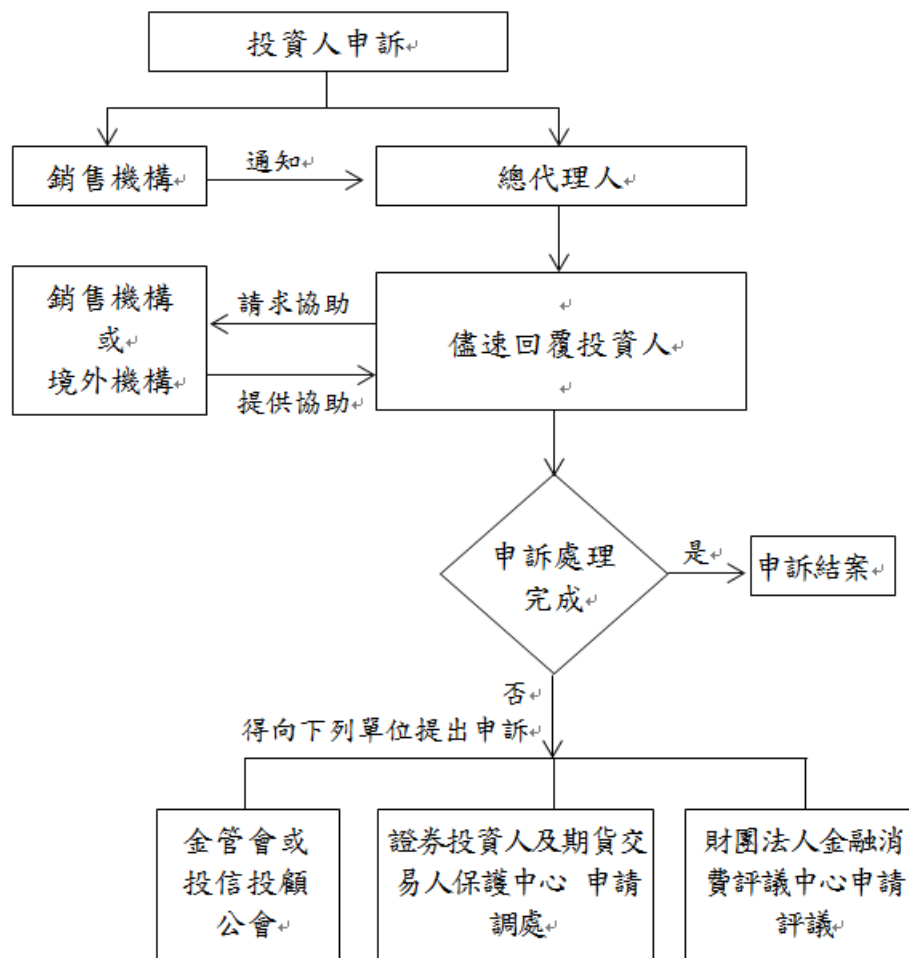 投資人申訴
銷售機構
通知
總代理人
銷售機構
或
境外機構
請求協助
提供協助
儘速回覆投資人
申訴處理
完成
是
申訴結案
否
得向下列單位提出申訴
金管會或
投信投顧
公會
證券投資人及期貨交
易人保護中心 申請
調處
財團法人金融消
費評議中心申請
評議